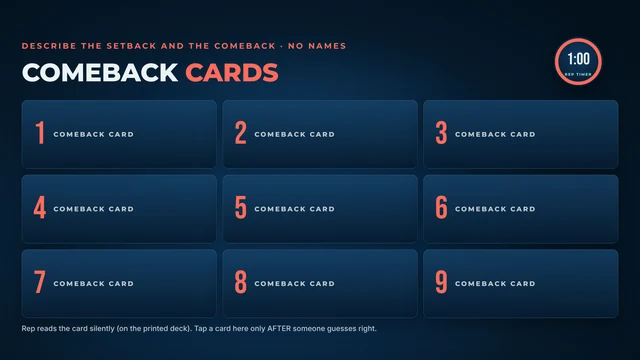 DESCRIBE THE SETBACK AND THE COMEBACK · NO NAMES
COMEBACK CARDS
1:00
REP TIMER
1 COMEBACK CARD
2 COMEBACK CARD
3 COMEBACK CARD
4 COMEBACK CARD
5 COMEBACK CARD
6 COMEBACK CARD
7 COMEBACK CARD
8 COMEBACK CARD
9 COMEBACK CARD
Rep reads the card silently (on the printed deck). Tap a card here only AFTER someone guesses right.